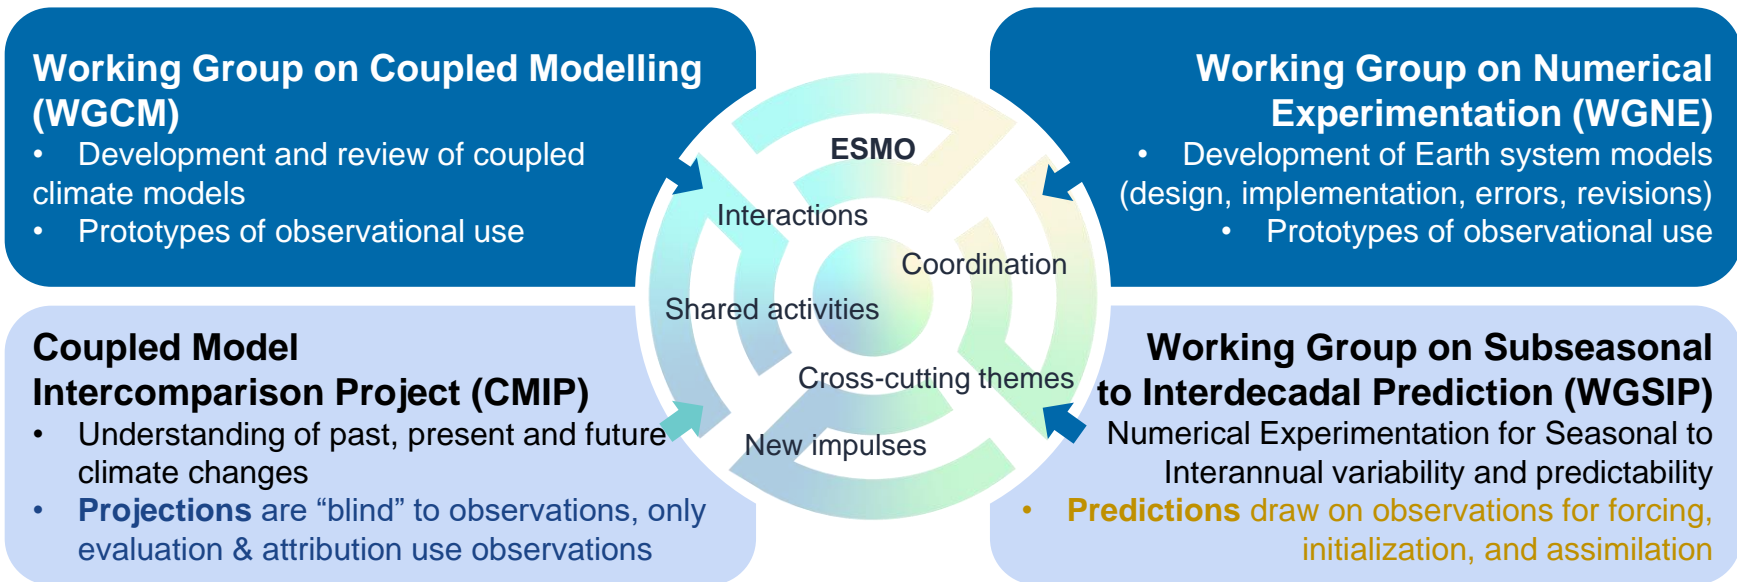 Working Group on Coupled Modelling
(WGCM)
• Development and review of coupled
climate models
• Prototypes of observational use
Working Group on Numerical
Experimentation (WGNE)
• Development of Earth system models
(design, implementation, errors, revisions)
• Prototypes of observational use
ESMO
Interactions
Coordination
Shared activities
Cross-cutting themes
New impulses
Coupled Model
Intercomparison Project (CMIP)
• Understanding of past, present and future
climate changes
• Projections are “blind” to observations, only
evaluation & attribution use observations
Working Group on Subseasonal
to Interdecadal Prediction (WGSIP)
Numerical Experimentation for Seasonal to
Interannual variability and predictability
• Predictions draw on observations for forcing,
initialization, and assimilation